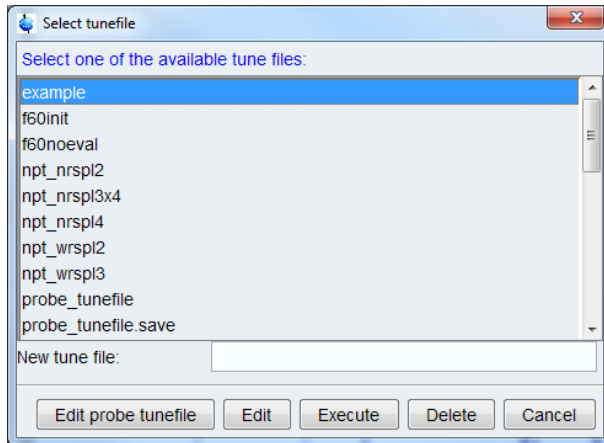 Select tunefile
Select one of the available tune files:
example
f60init
f60noeval
npt_nrspl2
npt_nrspl3x4
npt_nrspl4
npt_wrspl2
npt_wrspl3
probe_tunefile
probe_tunefile.save
New tune file:
Edit probe tunefile Edit Execute Delete Cancel